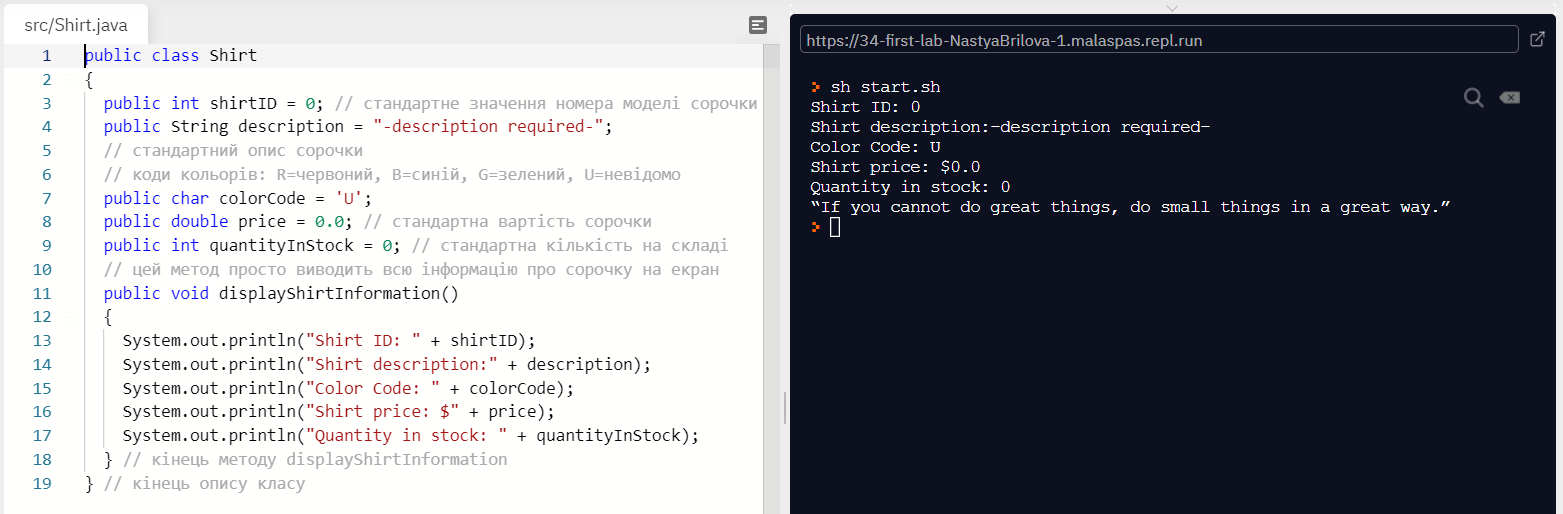 src/Shirt.java
1 public class Shirt
2 {
3 public int shirtID = 0; // стандартне значення номера моделі сорочки
4 public String description = "-description required-";
5 // стандартний опис сорочки
6 // коди кольорів: R=червоний, B=синій, G=зелений, U=невідомо
7 public char colorCode = 'U';
8 public double price = 0.0; // стандартна вартість сорочки
9 public int quantityInStock = 0; // стандартна кількість на складі
10 // цей метод просто виводить всю інформацію про сорочку на екран
11 public void displayShirtInformation()
12 {
13 System.out.println("Shirt ID: " + shirtID);
14 System.out.println("Shirt description:" + description);
15 System.out.println("Color Code: " + colorCode);
16 System.out.println("Shirt price: $" + price);
17 System.out.println("Quantity in stock: " + quantityInStock);
18 } // кінець методу displayShirtInformation
19 } // кінець опису класу
https://34-first-lab-NastyaBrilova-1.malaspas.repl.run
> sh start.sh
Shirt ID: 0
Shirt description:-description required-
Color Code: U
Shirt price: $0.0
Quantity in stock: 0
“If you cannot do great things, do small things in a great way.”
>